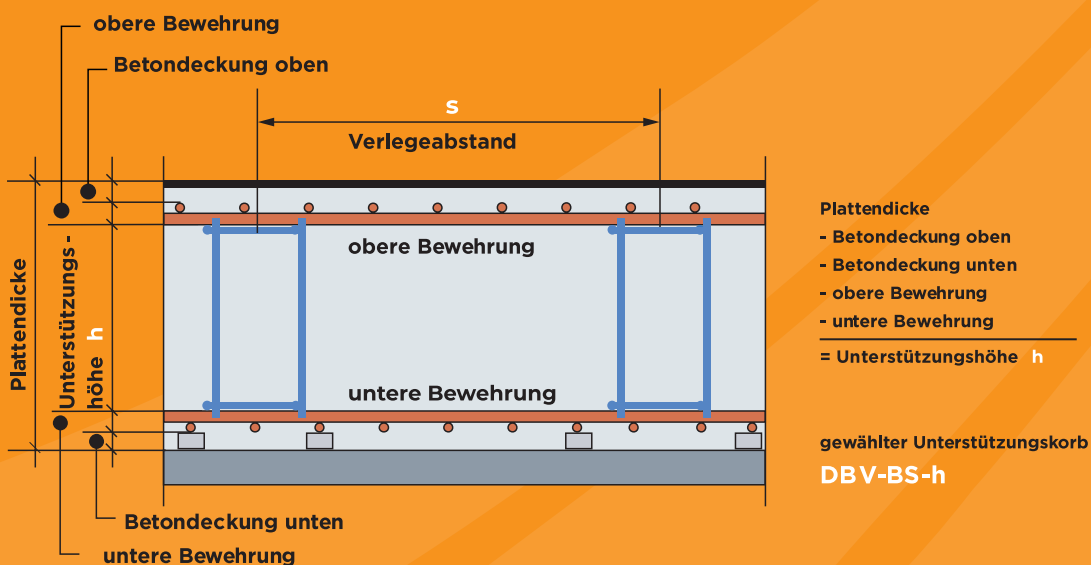 obere Bewehrung
Betondeckung oben
s
Verlegeabstand
Plattendicke
Unterstützungs-
höhe h
obere Bewehrung
untere Bewehrung
Betondeckung unten
untere Bewehrung
Plattendicke
- Betondeckung oben
- Betondeckung unten
- obere Bewehrung
- untere Bewehrung
= Unterstützungshöhe h
gewählter Unterstützungskorb
DBV-BS-h